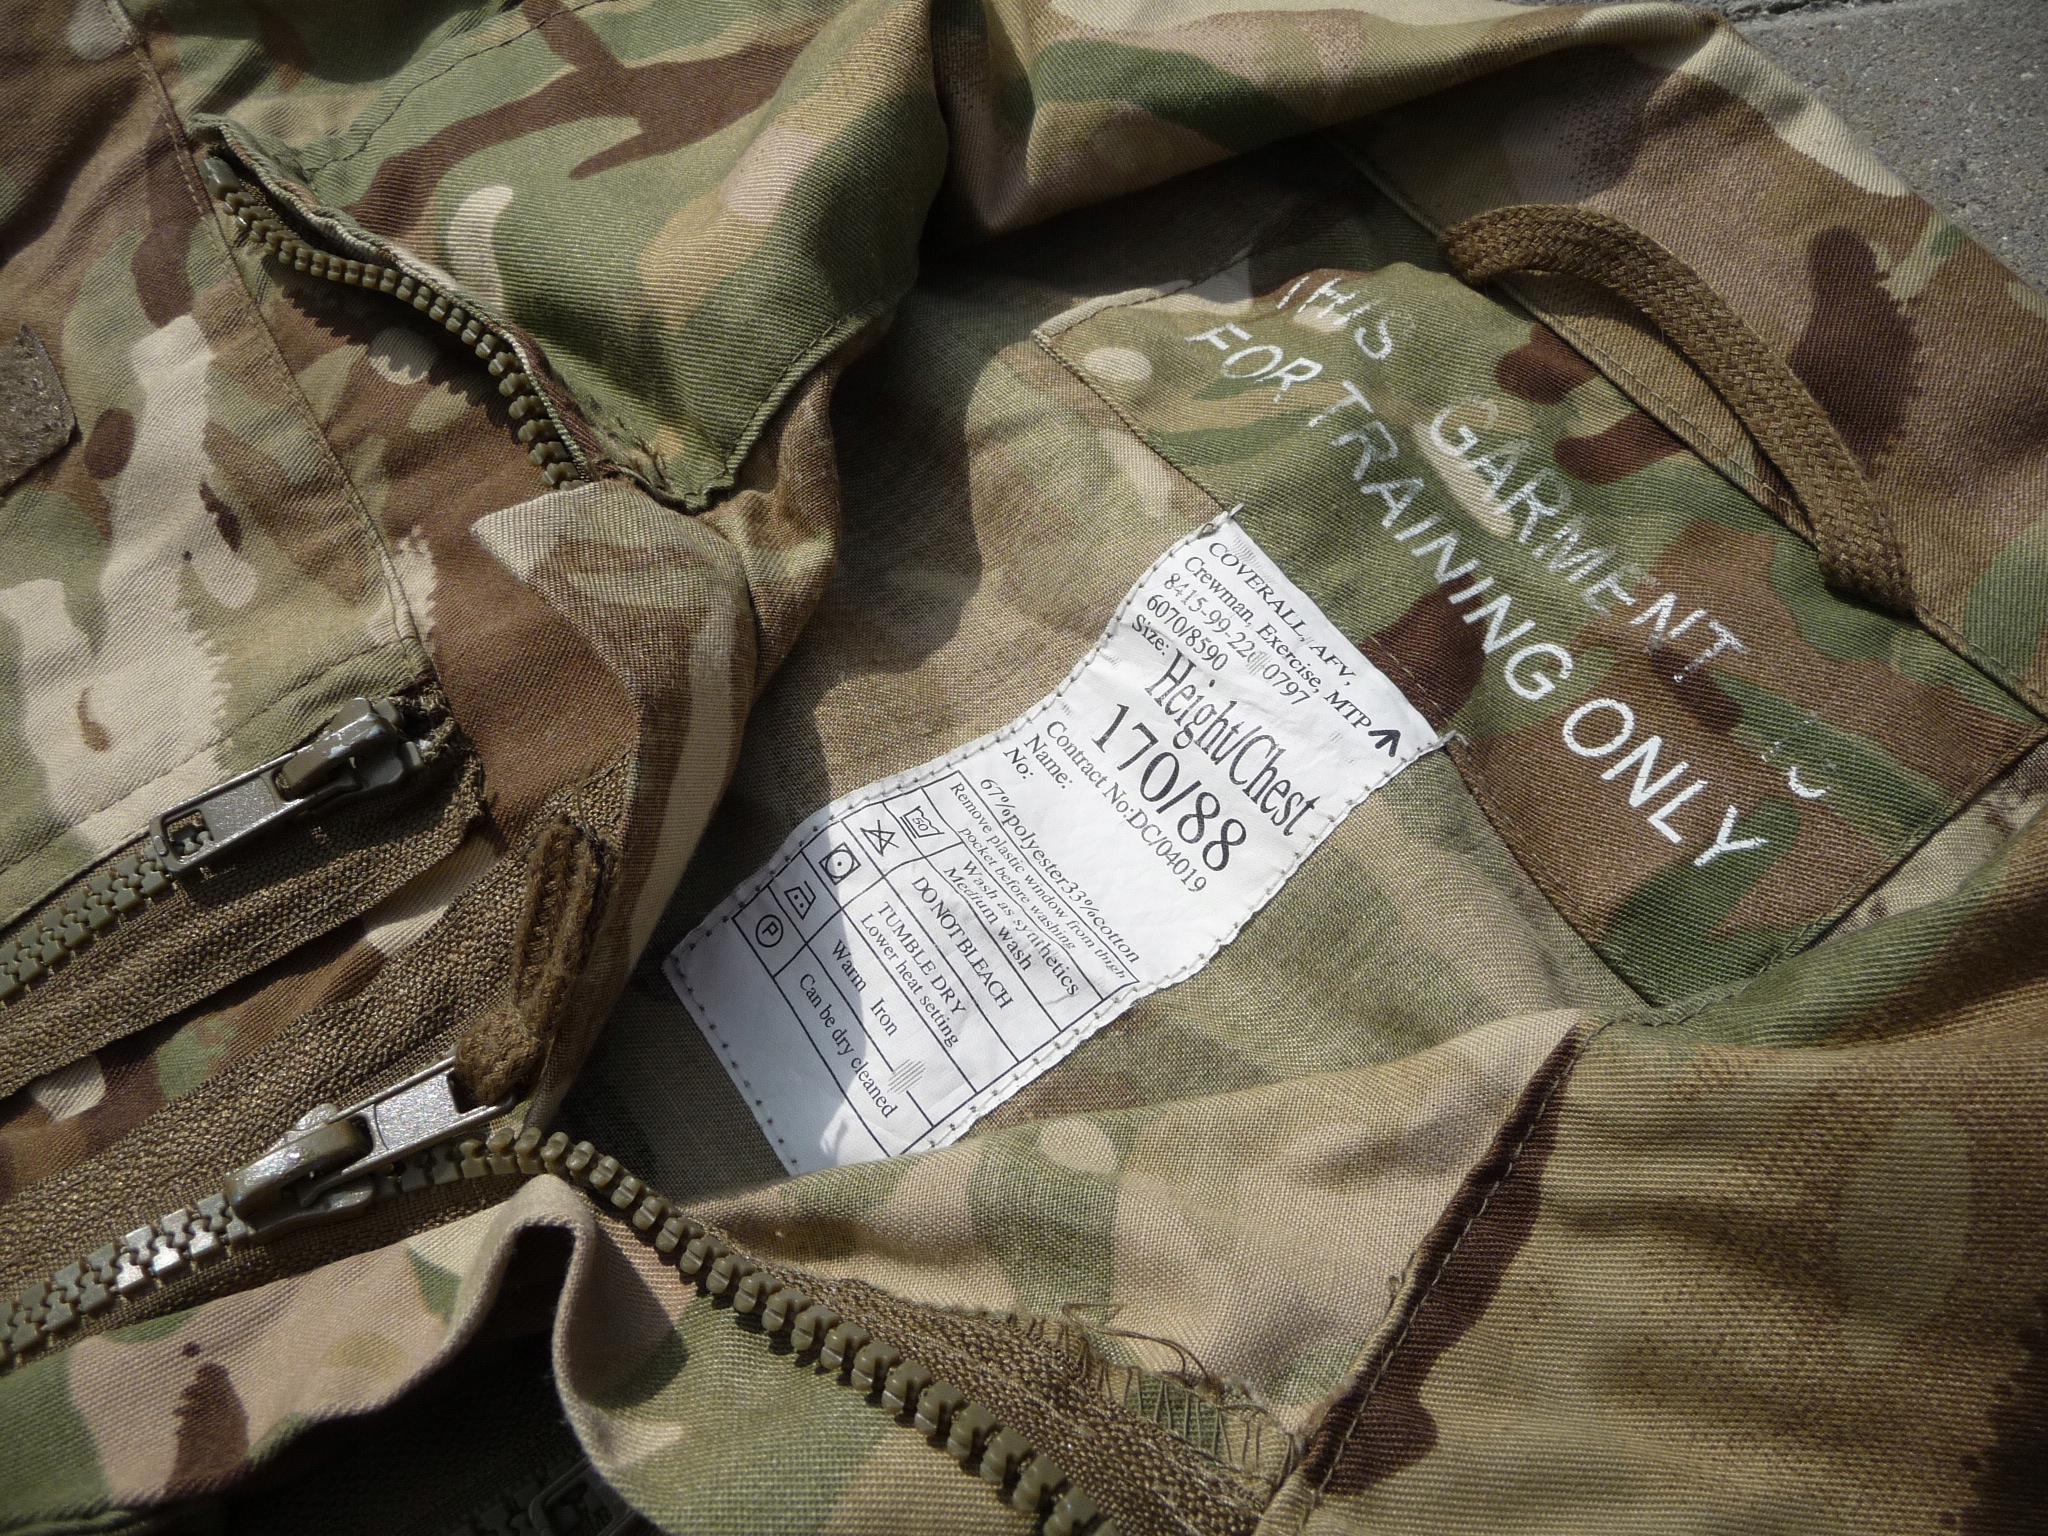 THIS GARMENT
FOR TRAINING ONLY
COVERALL, AFV,
Crewman, Exercise, MTP
8415-99-22 0797
6070/8590
Size:
Height/Chest
170/88
Contract No:DC/04019
Name:
No:
67%polyester33%cotton
Remove plastic window from thigh
pocket before washing
50
Wash as synthetics
Medium wash
DO NOT BLEACH
TUMBLE DRY
Lower heat setting
Warm Iron
P
Can be dry cleaned